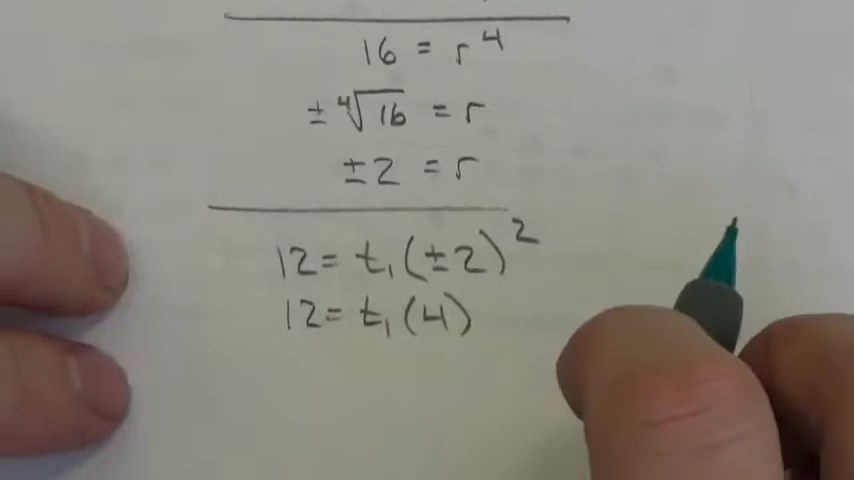 16 = r⁴
± ⁴√16 = r
±2 = r
12 = t₁(±2)²
12 = t₁(4)